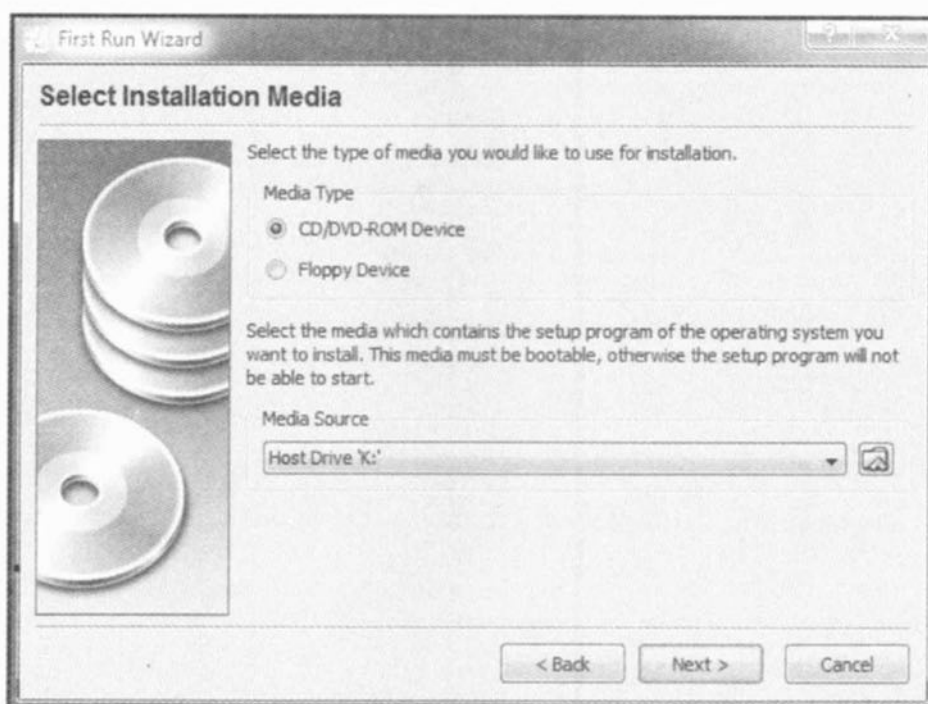 First Run Wizard
Select Installation Media
Select the type of media you would like to use for installation.
Media Type
CD/DVD-ROM Device
Floppy Device
Select the media which contains the setup program of the operating system you
want to install. This media must be bootable, otherwise the setup program will not
be able to start.
Media Source
Host Drive 'K:'
< Back
Next >
Cancel